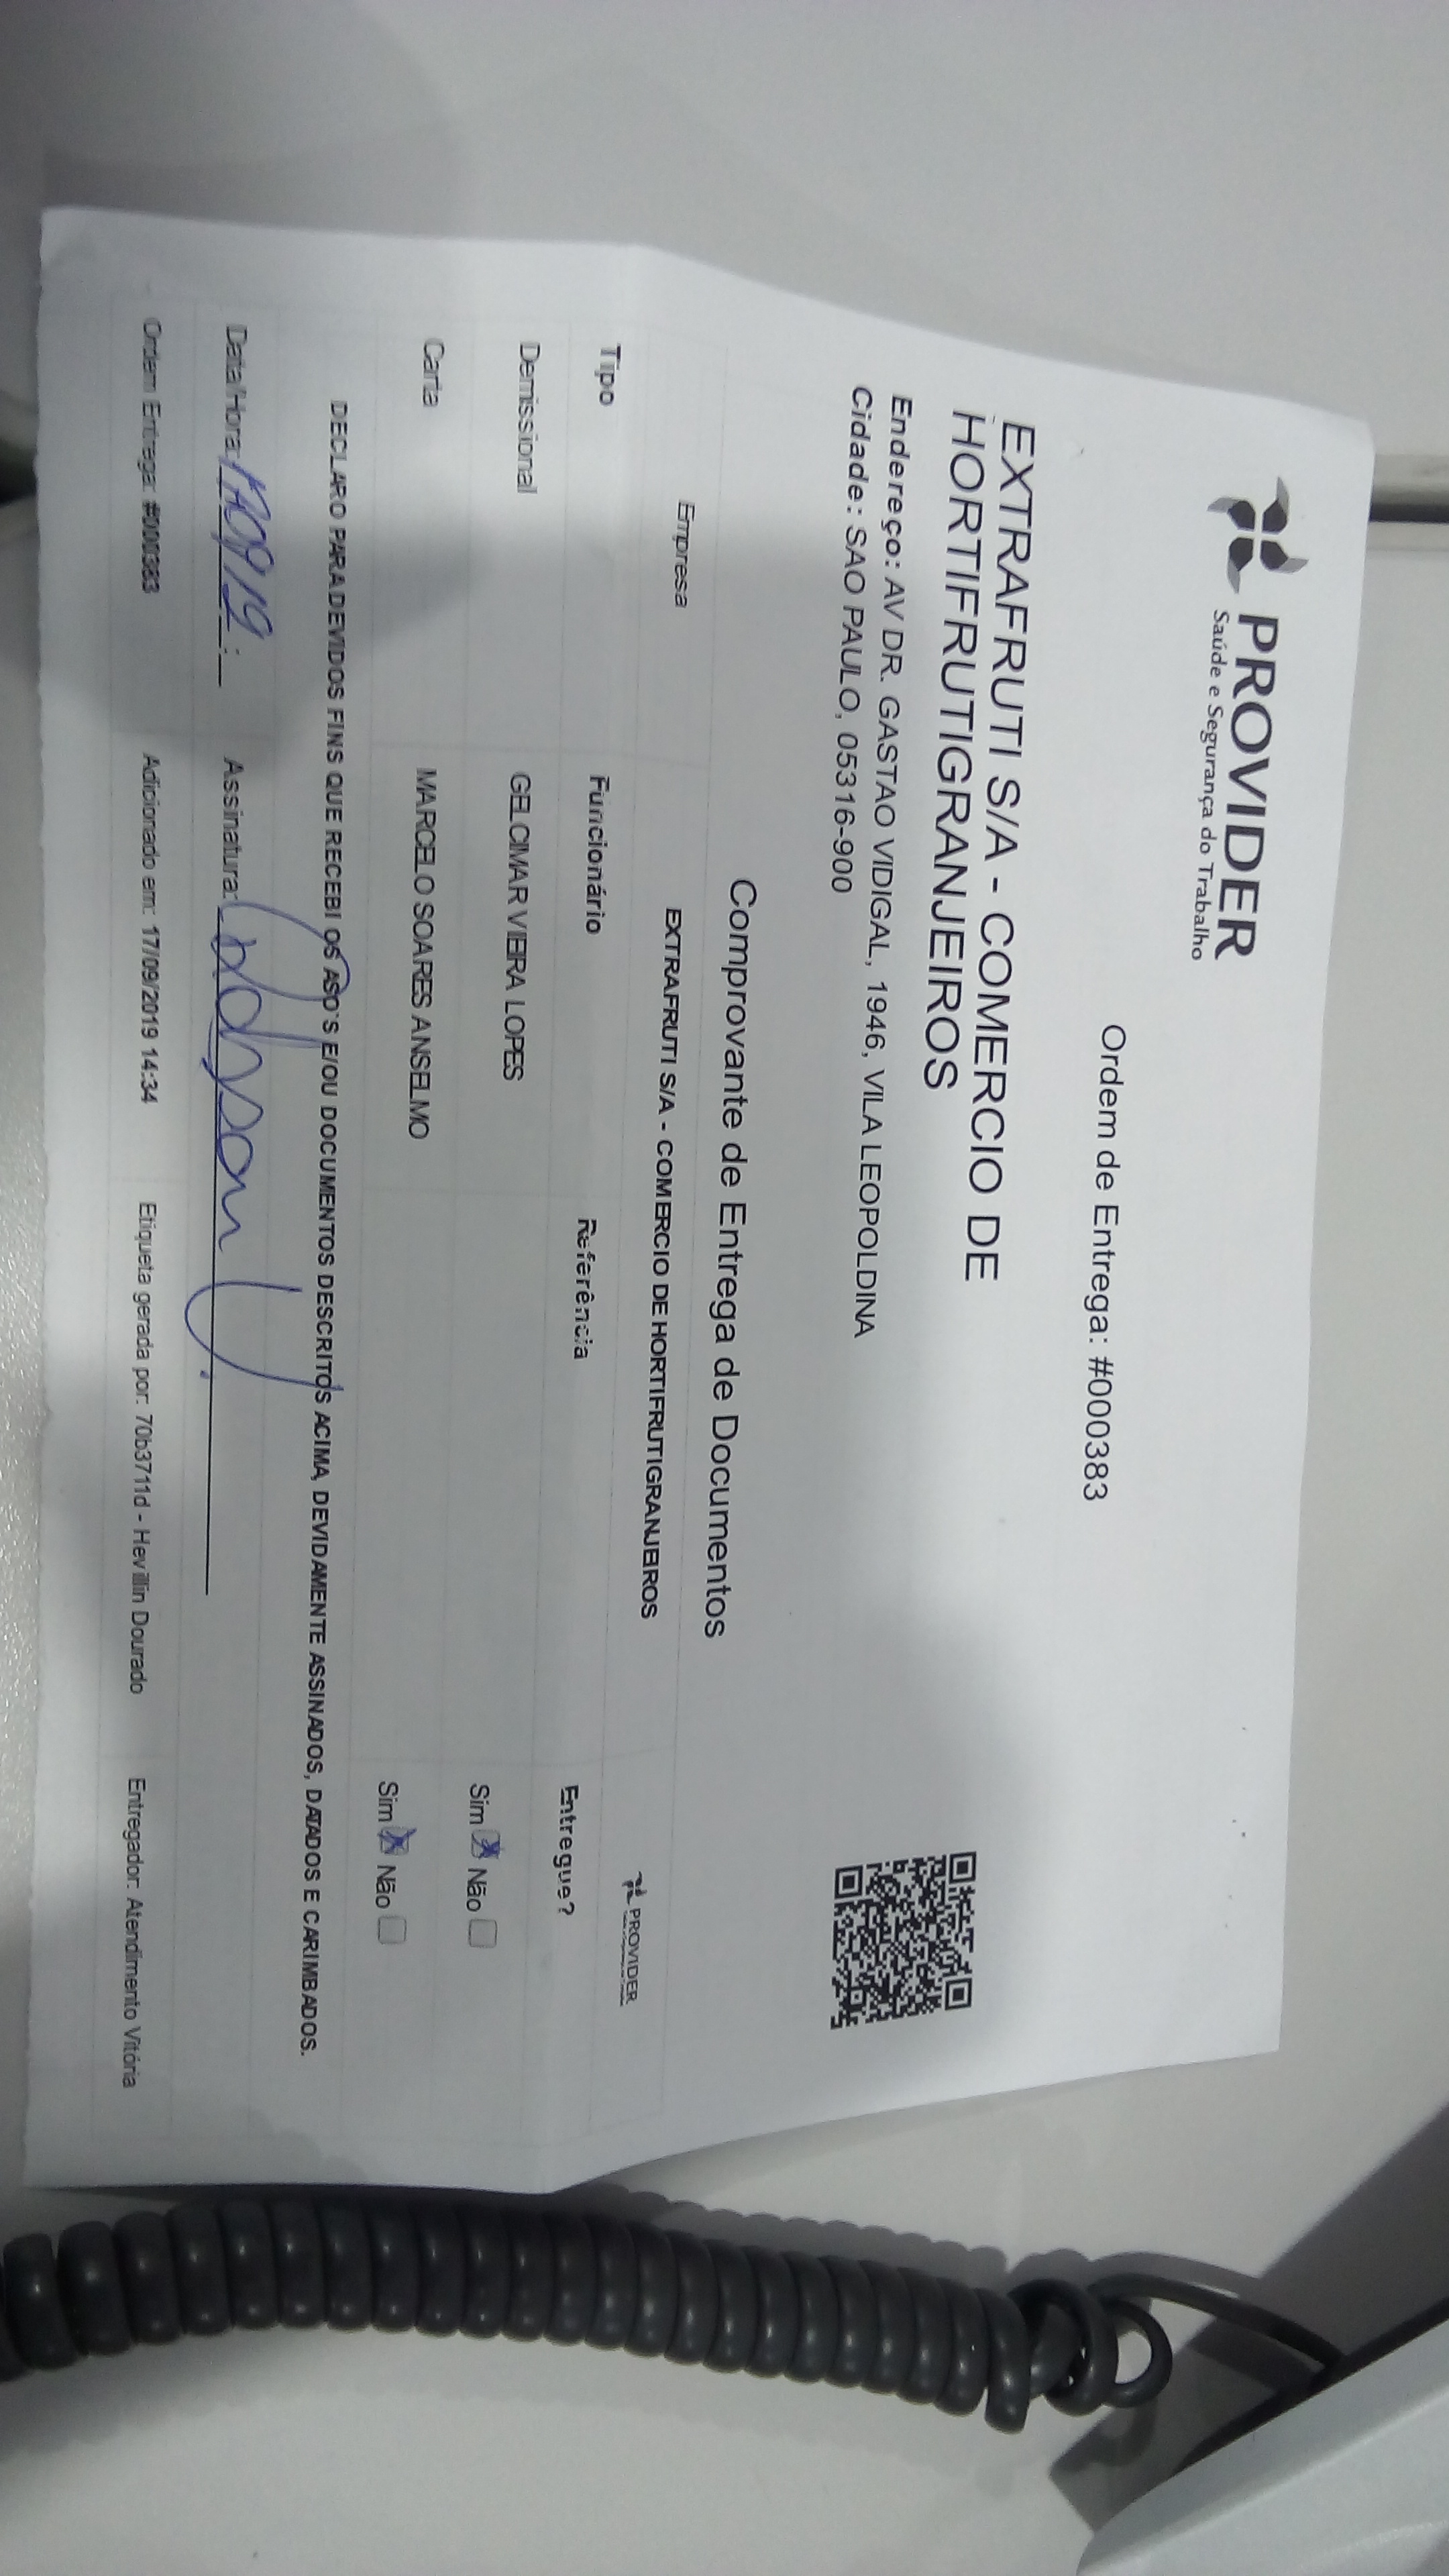 PROVIDER
Saúde e Segurança do Trabalho
Ordem de Entrega: #000383
EXTRAFRUTI S/A - COMERCIO DE
HORTIFRUTIGRANJEIROS
Endereço: AV DR. GASTAO VIDIGAL, 1946, VILA LEOPOLDINA
Cidade: SAO PAULO, 05316-900
Comprovante de Entrega de Documentos
Empresa EXTRAFRUTI S/A - COMERCIO DE HORTIFRUTIGRANJEIROS PROVIDER
Tipo Funcionário Referência Entregue?
Demissional GELCIMAR VIEIRA LOPES Sim Não
Carta MARCELO SOARES ANSELMO Sim Não
DECLARO PARA DEVIDOS FINS QUE RECEBI OS ASO'S E/OU DOCUMENTOS DESCRITOS ACIMA, DEVIDAMENTE ASSINADOS, DATADOS E CARIMBADOS.
Data/Hora: Assinatura:
Ordem Entrega: #000383 Adicionado em: 17/09/2019 14:34 Etiqueta gerada por: 70b3711d - Hevillin Dourado Entregador: Atendimento Vitória